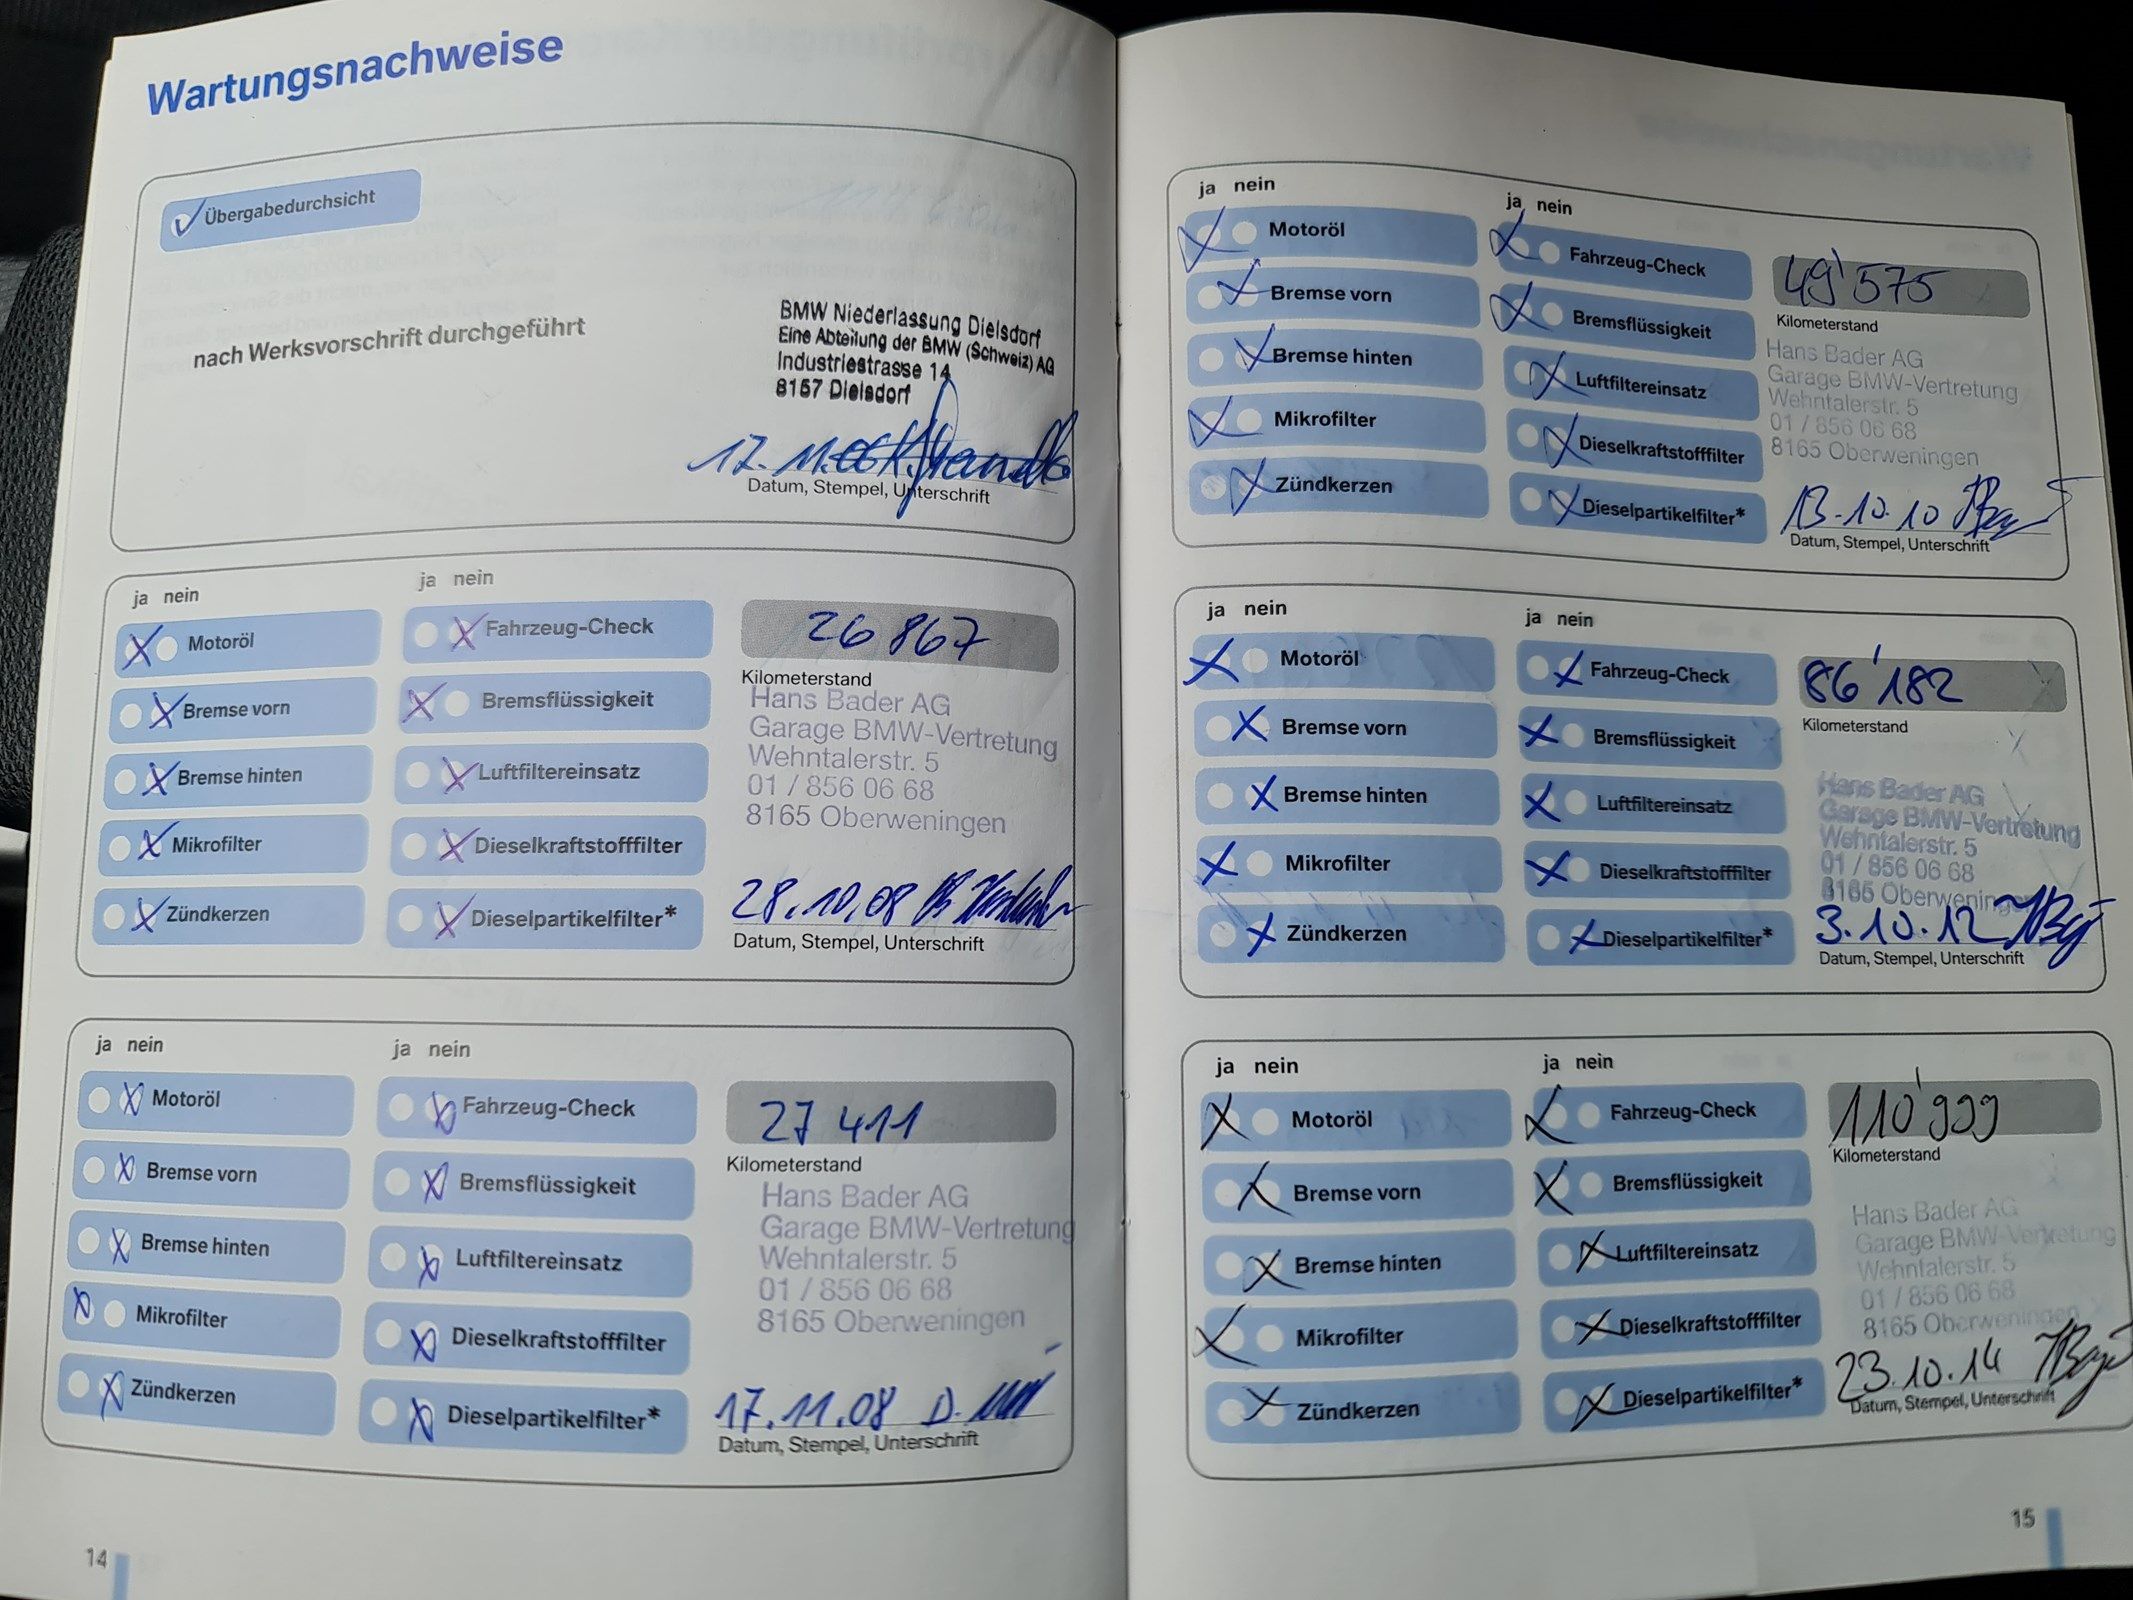 Wartungsnachweise
Übergabedurchsicht
nach Werksvorschrift durchgeführt
BMW Niederlassung Dielsdorf
Eine Abteilung der BMW (Schweiz) AG
Industriestrasse 14
8157 Dielsdorf
17.11.06
Datum, Stempel, Unterschrift
ja nein
ja nein
Motoröl
Fahrzeug-Check
26 867
Kilometerstand
Bremse vorn
Bremsflüssigkeit
Hans Bader AG
Garage BMW-Vertretung
Bremse hinten
Luftfiltereinsatz
Wehntalerstr. 5
01 / 856 06 68
8165 Oberweningen
Mikrofilter
Dieselkraftstofffilter
Zündkerzen
Dieselpartikelfilter*
28.10.08
Datum, Stempel, Unterschrift
ja nein
ja nein
Motoröl
Fahrzeug-Check
27 411
Kilometerstand
Bremse vorn
Bremsflüssigkeit
Hans Bader AG
Garage BMW-Vertretung
Bremse hinten
Luftfiltereinsatz
Wehntalerstr. 5
01 / 856 06 68
8165 Oberweningen
Mikrofilter
Dieselkraftstofffilter
Zündkerzen
Dieselpartikelfilter*
17.11.08 D.
Datum, Stempel, Unterschrift
14
ja nein
ja nein
Motoröl
Fahrzeug-Check
49'575
Kilometerstand
Bremse vorn
Bremsflüssigkeit
Hans Bader AG
Garage BMW-Vertretung
Bremse hinten
Luftfiltereinsatz
Wehntalerstr. 5
01 / 856 06 68
8165 Oberweningen
Mikrofilter
Dieselkraftstofffilter
Zündkerzen
Dieselpartikelfilter*
13.10.10
Datum, Stempel, Unterschrift
ja nein
ja nein
Motoröl
Fahrzeug-Check
86'182
Kilometerstand
Bremse vorn
Bremsflüssigkeit
Hans Bader AG
Garage BMW-Vertretung
Bremse hinten
Luftfiltereinsatz
Wehntalerstr. 5
01 / 856 06 68
8165 Oberweningen
Mikrofilter
Dieselkraftstofffilter
Zündkerzen
Dieselpartikelfilter*
3.10.12
Datum, Stempel, Unterschrift
ja nein
ja nein
Motoröl
Fahrzeug-Check
110'999
Kilometerstand
Bremse vorn
Bremsflüssigkeit
Hans Bader AG
Garage BMW-Vertretung
Bremse hinten
Luftfiltereinsatz
Wehntalerstr. 5
01 / 856 06 68
8165 Oberweningen
Mikrofilter
Dieselkraftstofffilter
Zündkerzen
Dieselpartikelfilter*
23.10.14
Datum, Stempel, Unterschrift
15